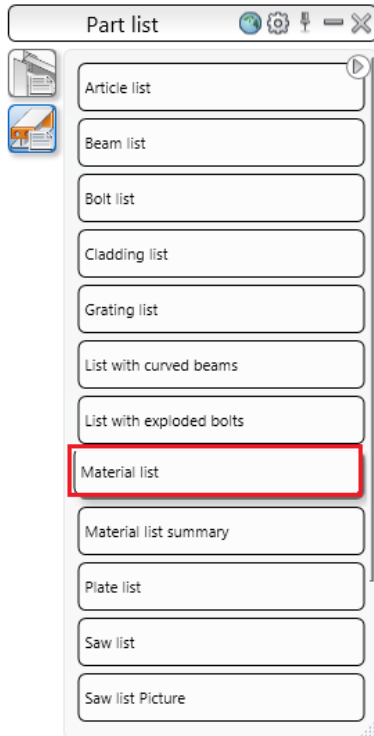 Part list
Article list
Beam list
Bolt list
Cladding list
Grating list
List with curved beams
List with exploded bolts
Material list
Material list summary
Plate list
Saw list
Saw list Picture